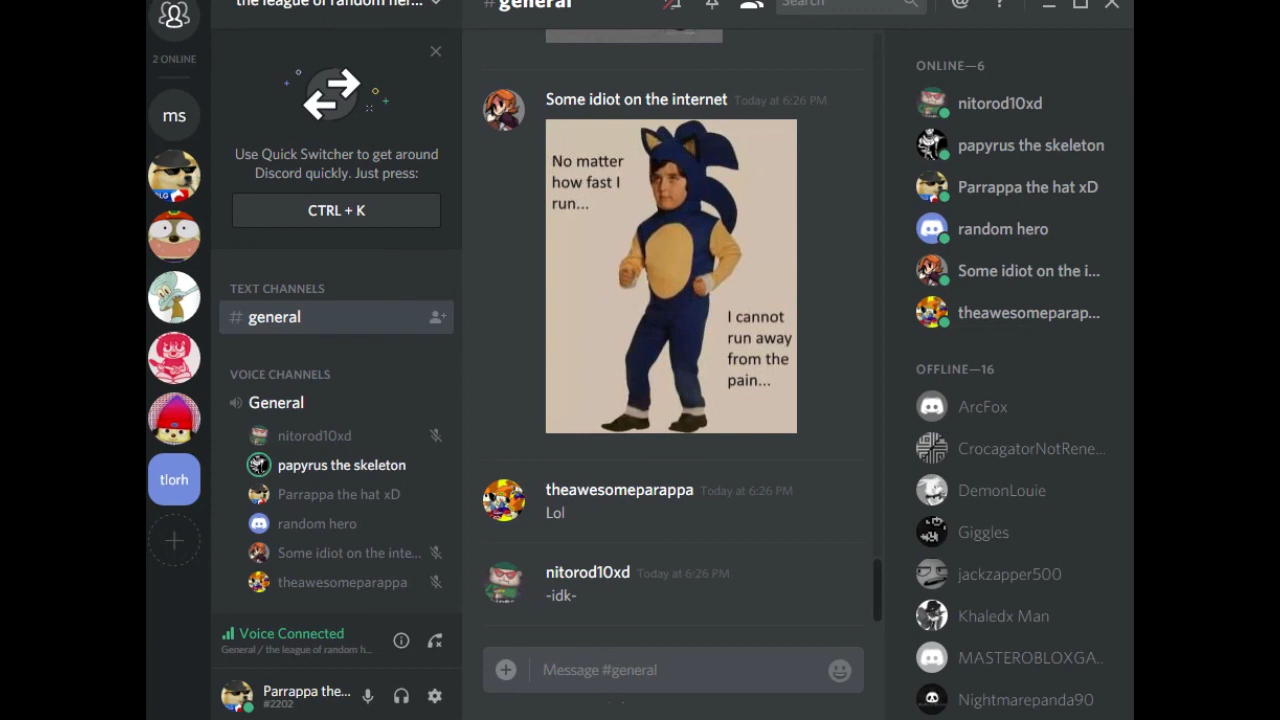 the league of random her...
#general
Search
@
?
2 ONLINE
ms
tlorh
Use Quick Switcher to get around
Discord quickly. Just press:
CTRL + K
TEXT CHANNELS
# general
VOICE CHANNELS
General
nitorod10xd
papyrus the skeleton
Parrappa the hat xD
random hero
Some idiot on the inte...
theawesomeparappa
Voice Connected
General / the league of random h...
Parrappa the...
#2202
Some idiot on the internet Today at 6:26 PM
No matter
how fast I
run...
I cannot
run away
from the
pain...
theawesomeparappa Today at 6:26 PM
Lol
nitorod10xd Today at 6:26 PM
-idk-
Message #general
ONLINE—6
nitorod10xd
papyrus the skeleton
Parrappa the hat xD
random hero
Some idiot on the i...
theawesomeparap...
OFFLINE—16
ArcFox
CrocagatorNotRene...
DemonLouie
Giggles
jackzapper500
Khaledx Man
MASTEROBLOXGA..
Nightmarepanda90